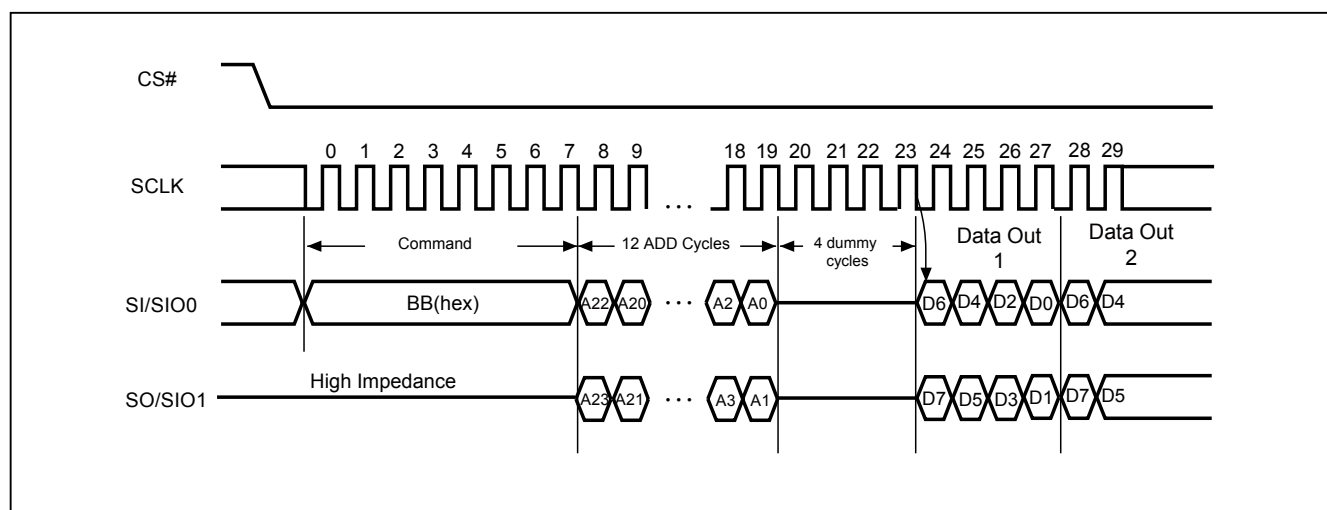 CS#
0 1 2 3 4 5 6 7 8 9 18 19 20 21 22 23 24 25 26 27 28 29
SCLK
...
Command
12 ADD Cycles
4 dummy
cycles
Data Out
1
Data Out
2
SI/SIO0
BB(hex)
A22 A20 ... A2 A0
D6 D4 D2 D0 D6 D4
High Impedance
SO/SIO1
A23 A21 ... A3 A1
D7 D5 D3 D1 D7 D5